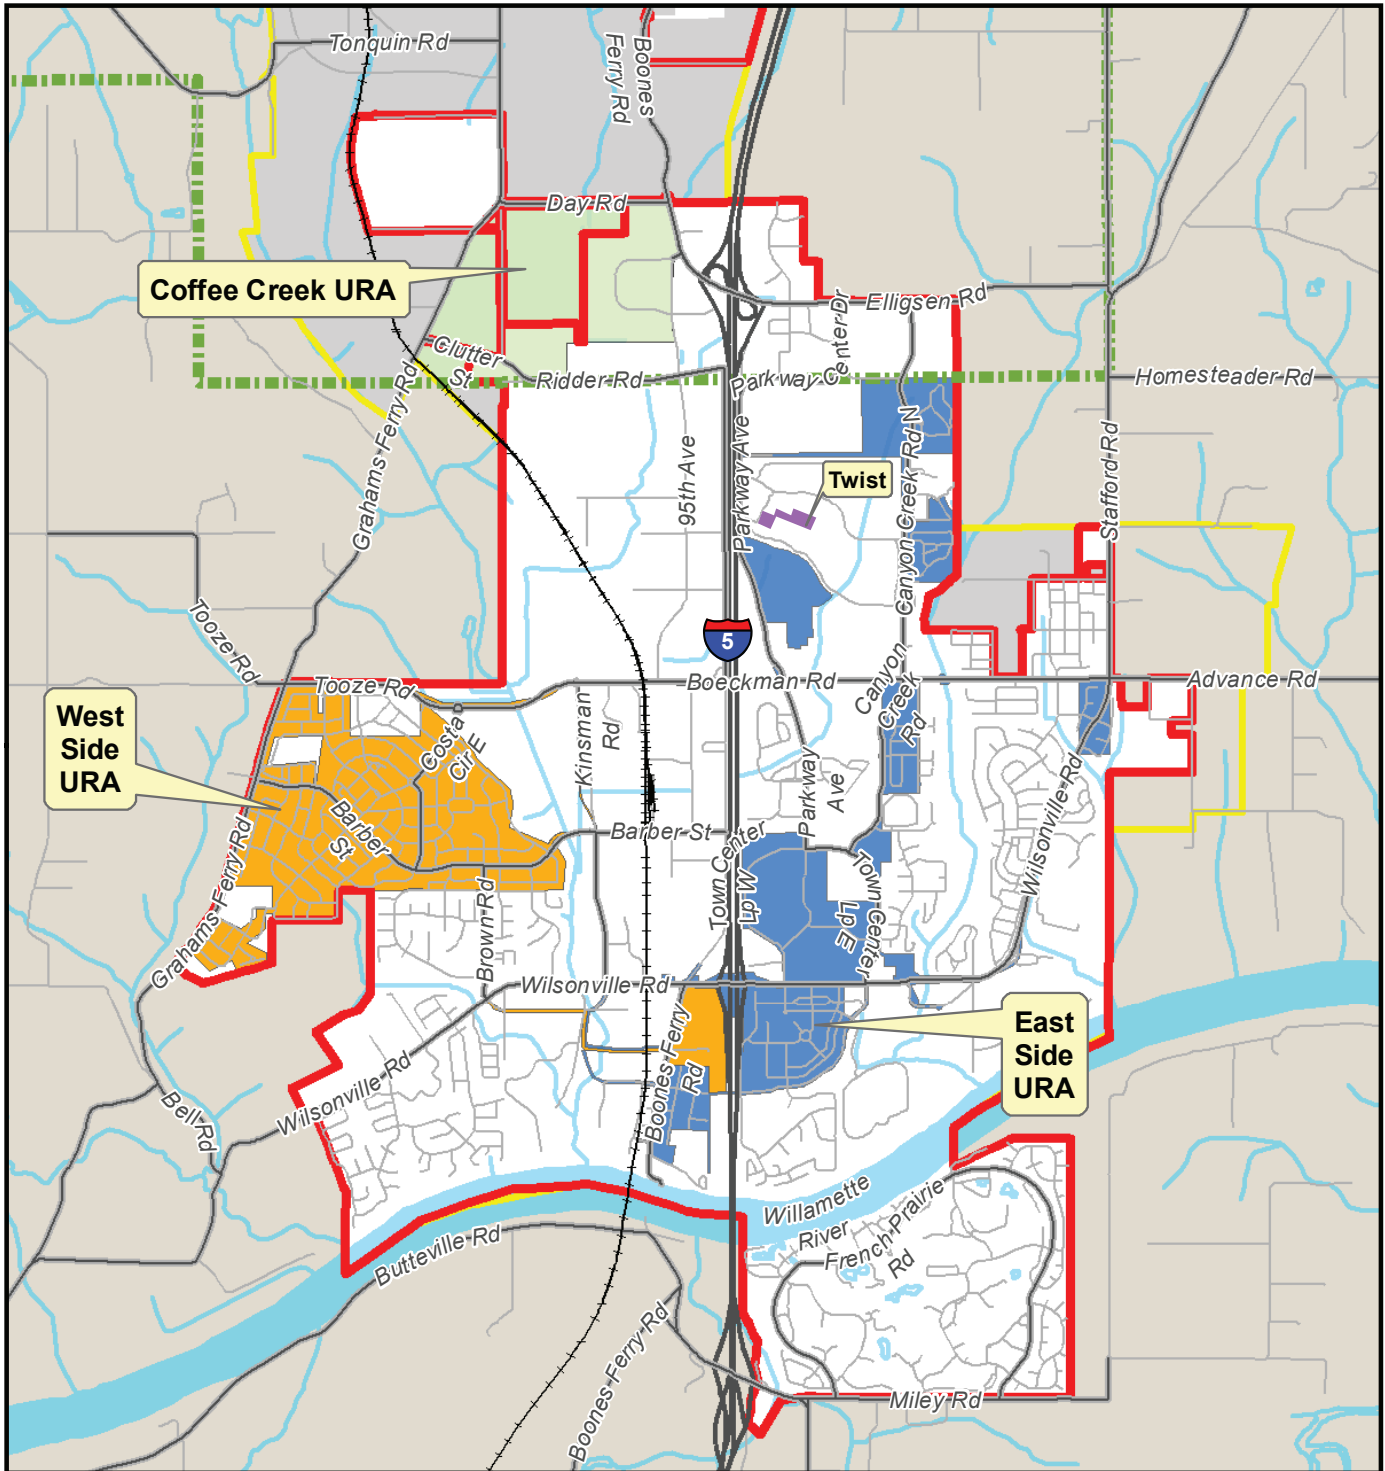 Tonquin Rd
Boones
Ferry Rd
Day Rd
Coffee Creek URA
Elligsen Rd
Clutter
St
Ridder Rd
Parkway Center Dr
Homesteader Rd
Grahams Ferry Rd
95th Ave
Parkway Ave
Canyon Creek Rd N
Stafford Rd
Twist
Tooze Rd
5
Tooze Rd
Boeckman Rd
Canyon
Creek
Rd
Advance Rd
West
Side
URA
Costa
Cir E
Kinsman
Rd
Parkway
Ave
Wilsonville Rd
Barber
St
Barber St
Town Center
Lp W
Town Center
Lp E
Grahams Ferry Rd
Brown Rd
Wilsonville Rd
East
Side
URA
Boones Ferry
Rd
Wilsonville Rd
Bell Rd
Willamette
River
French Prairie
Rd
Butteville Rd
Boones Ferry Rd
Miley Rd